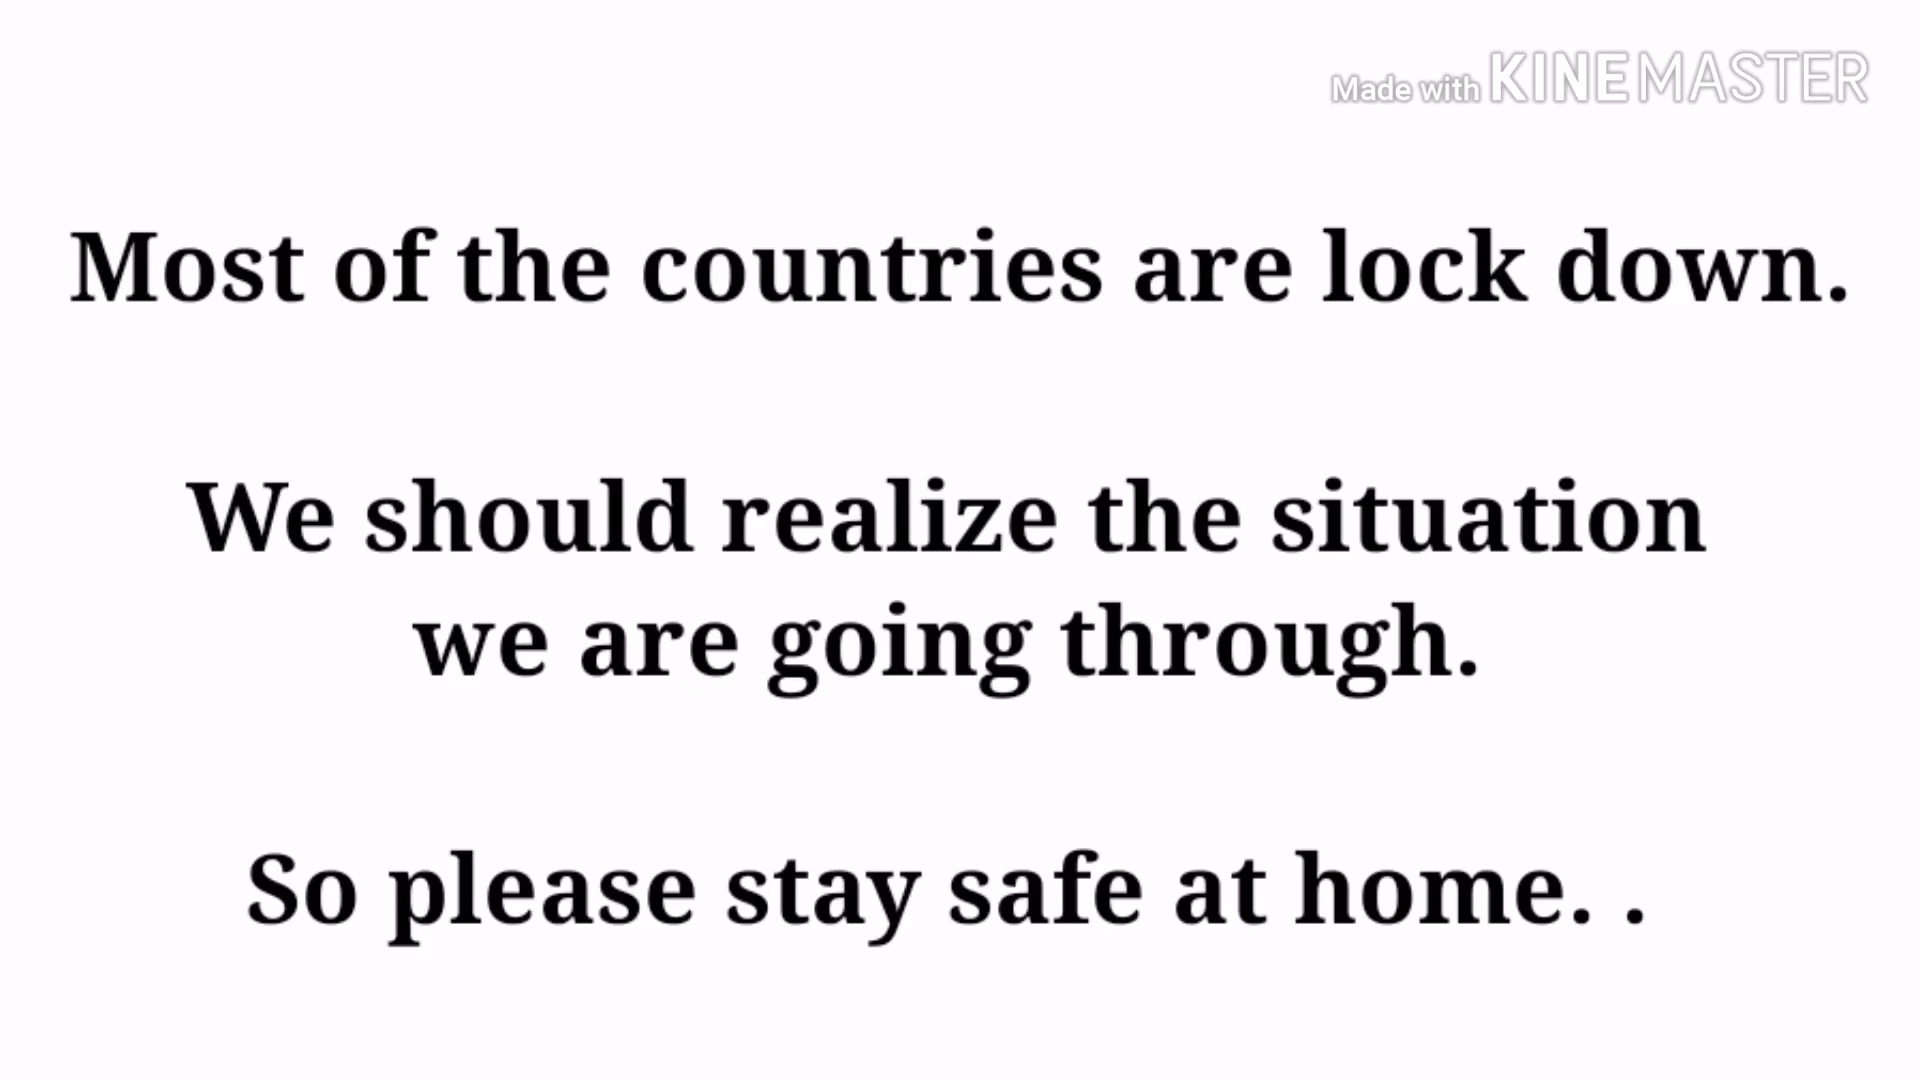 Made with KINEMASTER
Most of the countries are lock down.
We should realize the situation
we are going through.
So please stay safe at home. .